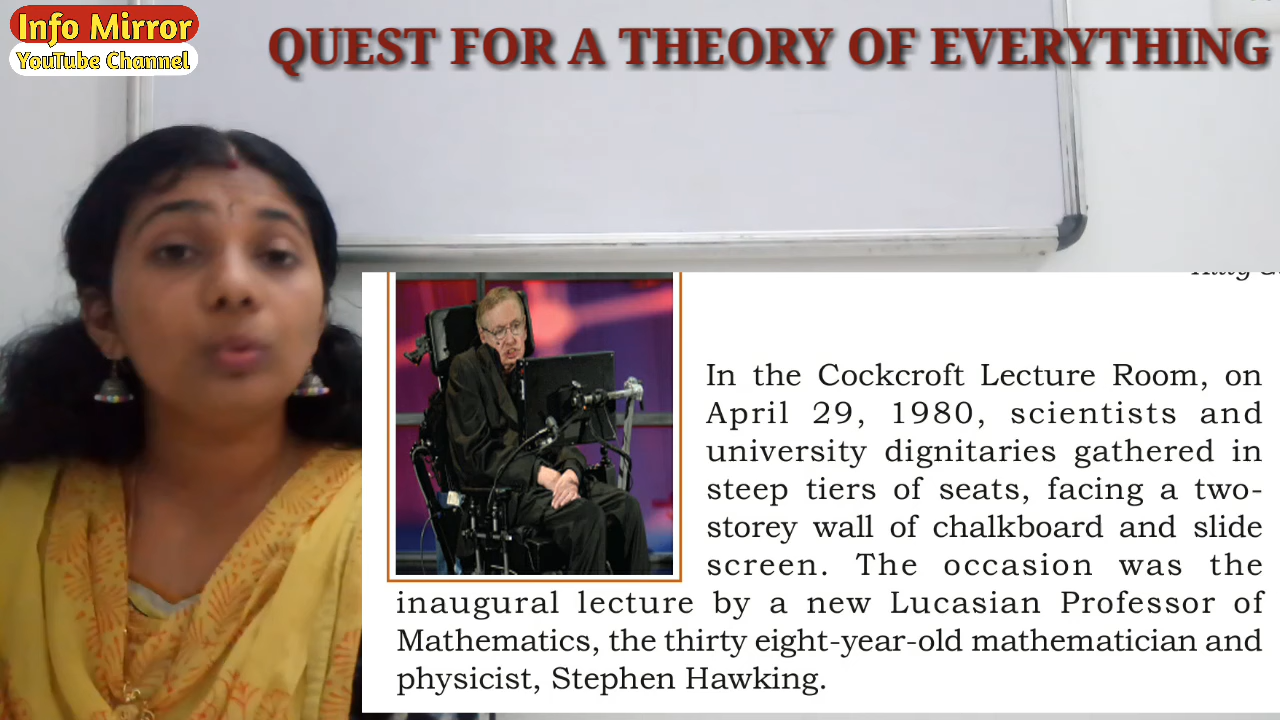 Info Mirror
YouTube Channel
QUEST FOR A THEORY OF EVERYTHING
In the Cockcroft Lecture Room, on
April 29, 1980, scientists and
university dignitaries gathered in
steep tiers of seats, facing a two-
storey wall of chalkboard and slide
screen. The occasion was the
inaugural lecture by a new Lucasian Professor of
Mathematics, the thirty eight-year-old mathematician and
physicist, Stephen Hawking.